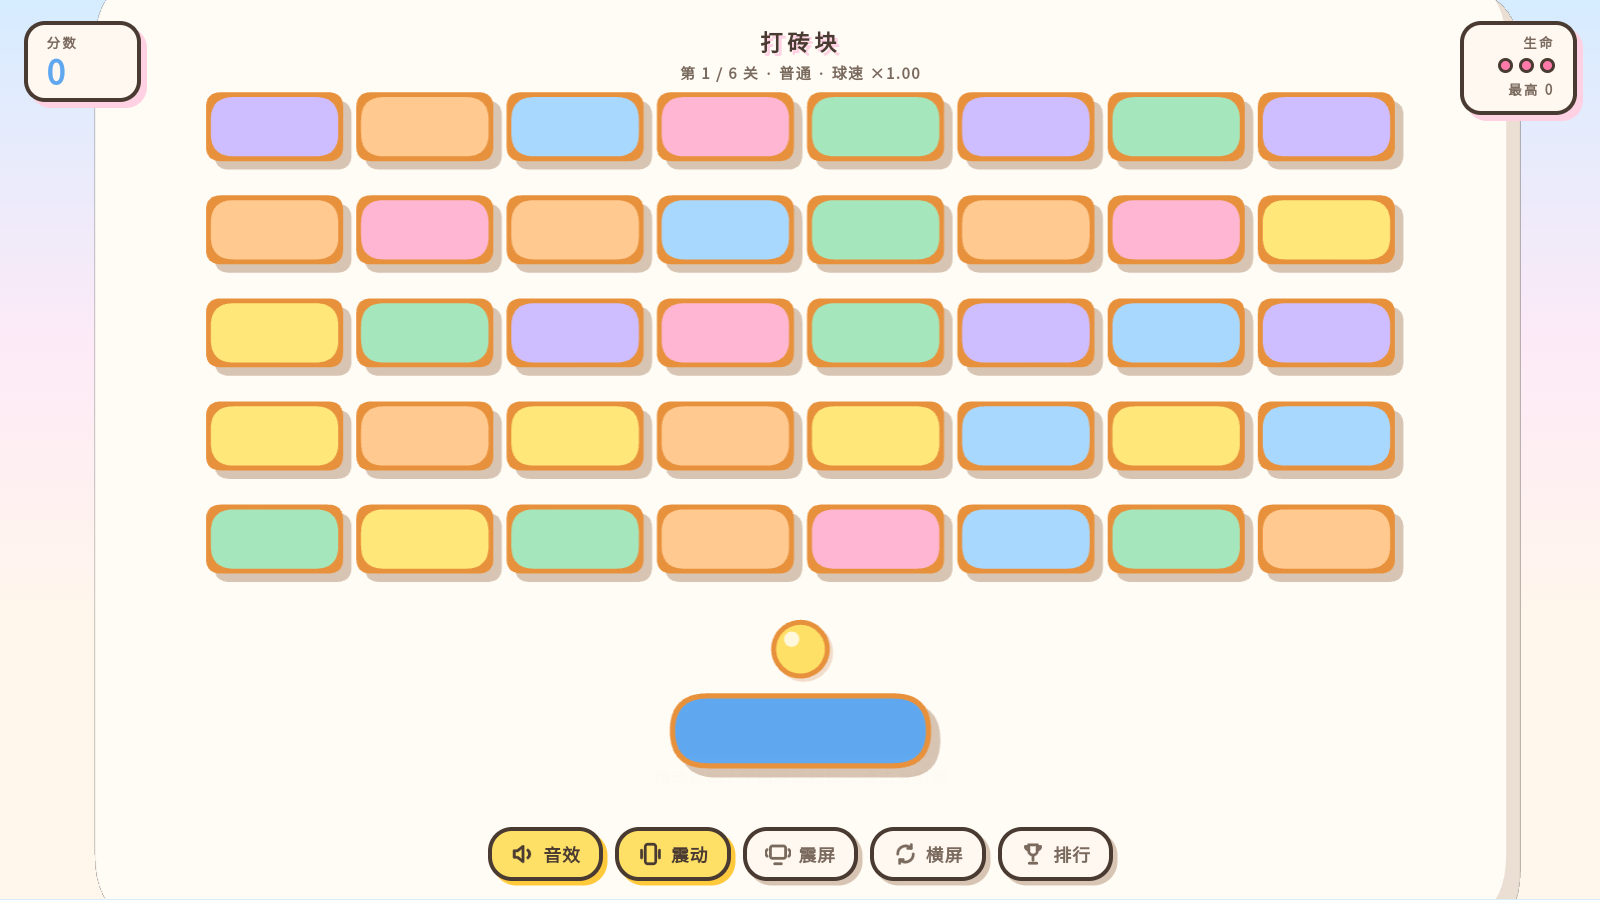 分数
0
打砖块
第 1 / 6 关 · 普通 · 球速 ×1.00
生命
最高 0
音效
震动
震屏
横屏
排行